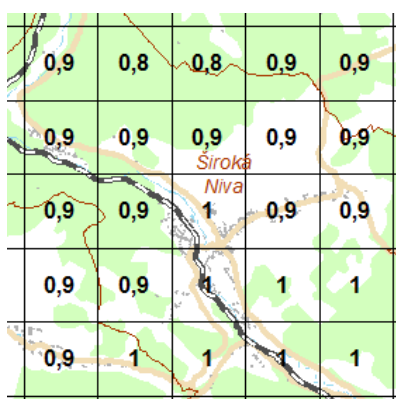 0,9 0,8 0,8 0,9 0,9
0,9 0,9 0,9 0,9 0,9
Široká
Niva
0,9 0,9 1 0,9 0,9
0,9 0,9 1 1 1
0,9 1 1 1 1